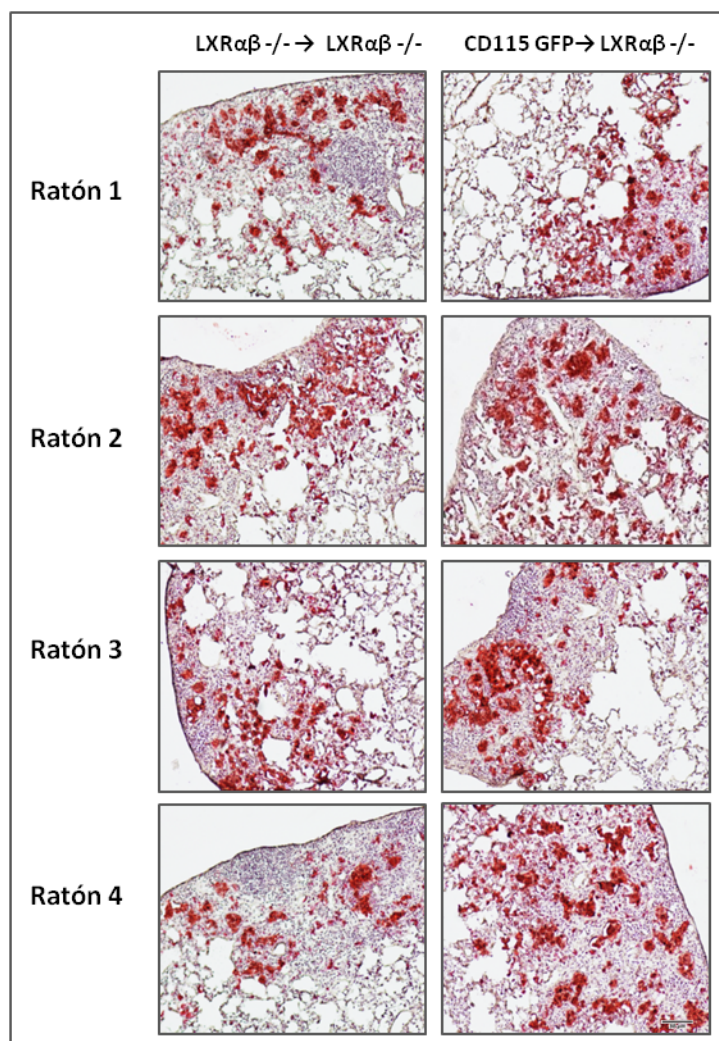 LXRαβ -/- → LXRαβ -/-
CD115 GFP→ LXRαβ -/-
Ratón 1
Ratón 2
Ratón 3
Ratón 4